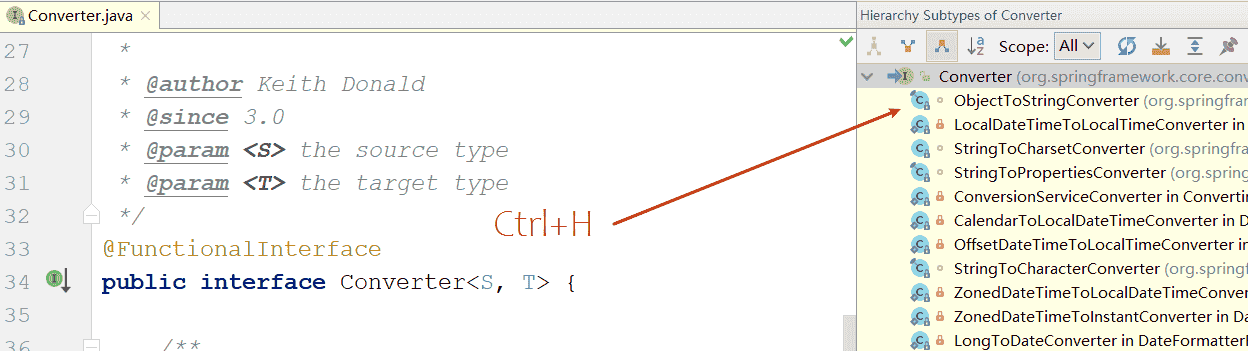 Converter.java ×
27 *
28 * @author Keith Donald
29 * @since 3.0
30 * @param <S> the source type
31 * @param <T> the target type
32 */
33 @FunctionalInterface
34 public interface Converter<S, T> {
35
36 /**
Ctrl+H
Hierarchy Subtypes of Converter
Scope: All
Converter (org.springframework.core.conv
ObjectToStringConverter (org.springfram
LocalDateTimeToLocalTimeConverter in
StringToCharsetConverter (org.springfra
StringToPropertiesConverter (org.spring
ConversionServiceConverter in Converti
CalendarToLocalDateTimeConverter in D
OffsetDateTimeToLocalTimeConverter in
StringToCharacterConverter (org.spring
ZonedDateTimeToLocalDateTimeConver
ZonedDateTimeToInstantConverter in Da
LongToDateConverter in DateFormatterI